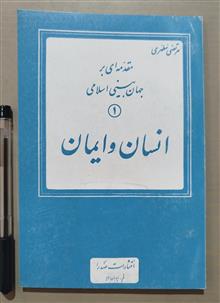 مرتضی مطهری
مقدمه‌ای بر
جهان بینی اسلامی
۱
انسان و ایمان
انتشارات صدرا